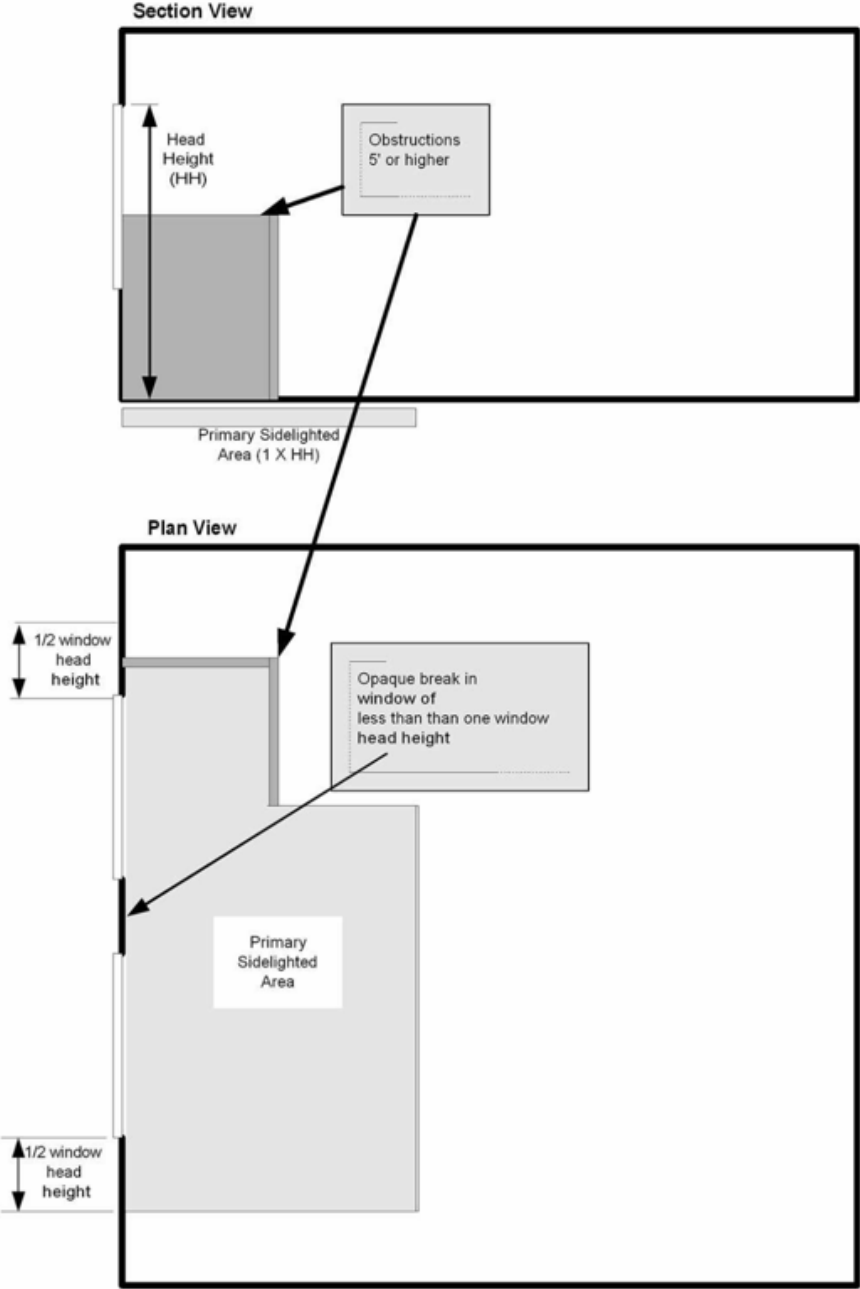 Section View
Head
Height
(HH)
Obstructions
5' or higher
Primary Sidelighted
Area (1 X HH)
Plan View
1/2 window
head
height
Opaque break in
window of
less than than one window
head height
Primary
Sidelighted
Area
1/2 window
head
height